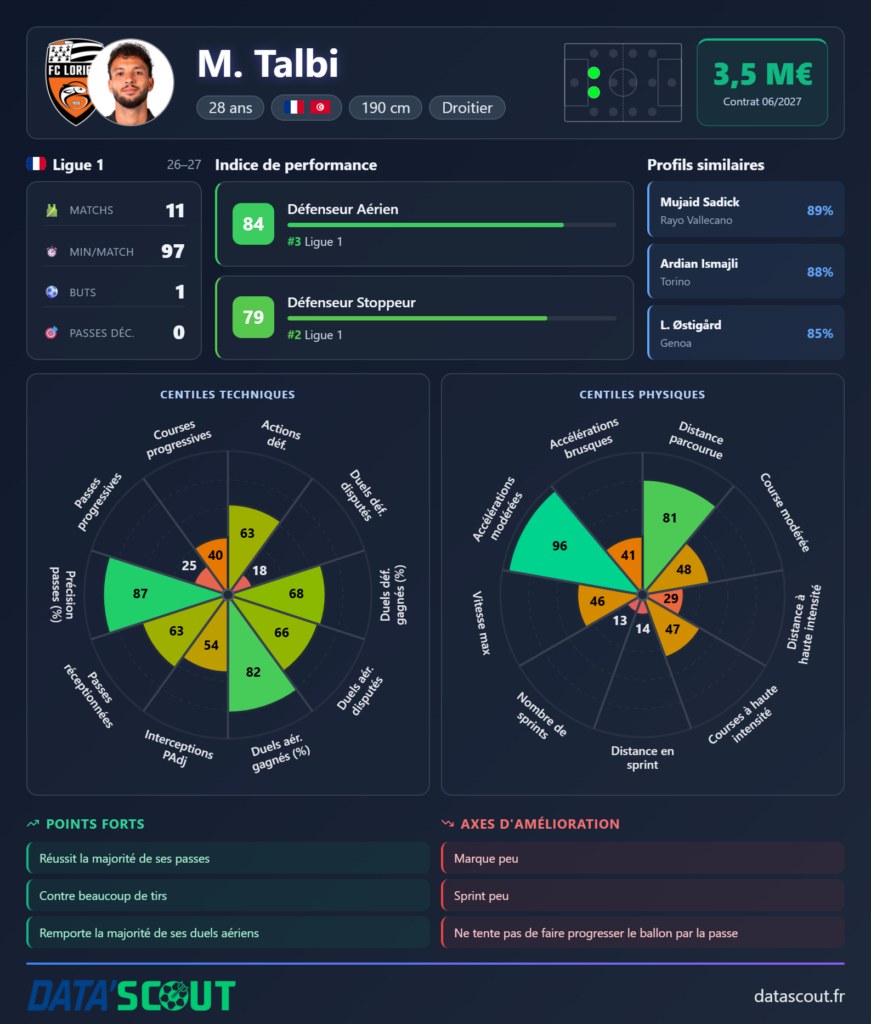 FC LORIE
M. Talbi
28 ans
190 cm
Droitier
3,5 M€
Contrat 06/2027
Ligue 1
26–27
MATCHS
11
MIN/MATCH
97
BUTS
1
PASSES DÉC.
0
Indice de performance
84
Défenseur Aérien
#3 Ligue 1
79
Défenseur Stoppeur
#2 Ligue 1
Profils similaires
Mujaid Sadick
Rayo Vallecano
89%
Ardian Ismajli
Torino
88%
L. Østigård
Genoa
85%
CENTILES TECHNIQUES
Actions
déf.
63
Duels déf.
disputés
18
Duels déf.
gagnés (%)
68
Duels aér.
disputés
66
Duels aér.
gagnés (%)
82
Interceptions
PAdj
54
Passes
réceptionnées
63
Précision
passes (%)
87
Passes
progressives
25
Courses
progressives
40
CENTILES PHYSIQUES
Distance
parcourue
81
Course modérée
48
Distance à
haute intensité
29
Courses à haute
intensité
47
Distance en
sprint
14
Nombre de
sprints
13
Vitesse max
46
Accélérations
modérées
96
Accélérations
brusques
41
POINTS FORTS
Réussit la majorité de ses passes
Contre beaucoup de tirs
Remporte la majorité de ses duels aériens
AXES D'AMÉLIORATION
Marque peu
Sprint peu
Ne tente pas de faire progresser le ballon par la passe
DATA'SCOUT
datascout.fr